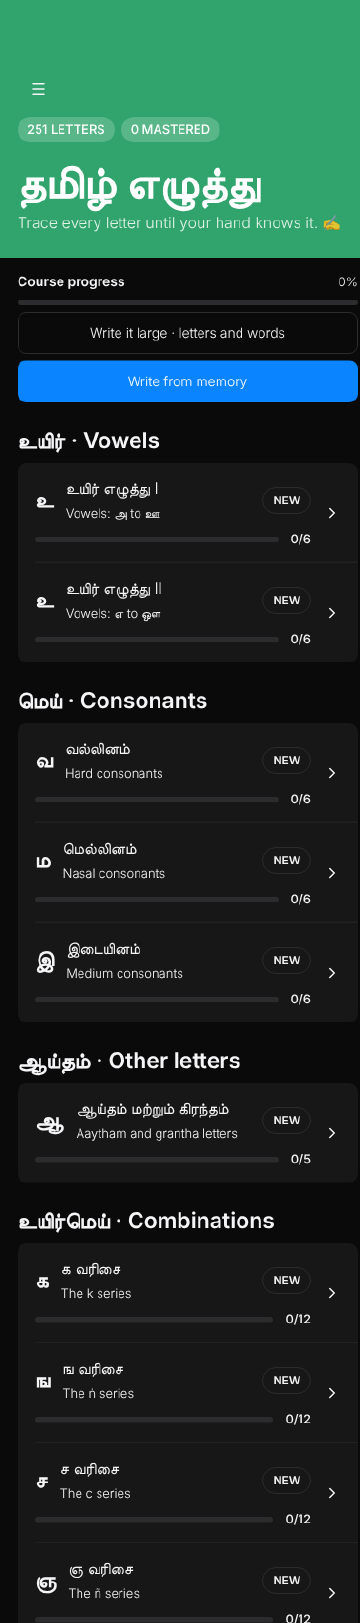 ☰
251 LETTERS 0 MASTERED
தமிழ் எழுத்து
Trace every letter until your hand knows it. ✍️
Course progress 0%
Write it large · letters and words
Write from memory
உயிர் · Vowels
உ உயிர் எழுத்து I NEW
Vowels: அ to ஊ
0/6
உ உயிர் எழுத்து II NEW
Vowels: எ to ஔ
0/6
மெய் · Consonants
வ வல்லினம் NEW
Hard consonants
0/6
ம மெல்லினம் NEW
Nasal consonants
0/6
இ இடையினம் NEW
Medium consonants
0/6
ஆய்தம் · Other letters
ஆ ஆய்தம் மற்றும் கிரந்தம் NEW
Aaytham and grantha letters
0/5
உயிர்மெய் · Combinations
க க வரிசை NEW
The k series
0/12
ங ங வரிசை NEW
The ṅ series
0/12
ச ச வரிசை NEW
The c series
0/12
ஞ ஞ வரிசை NEW
The ñ series
0/12